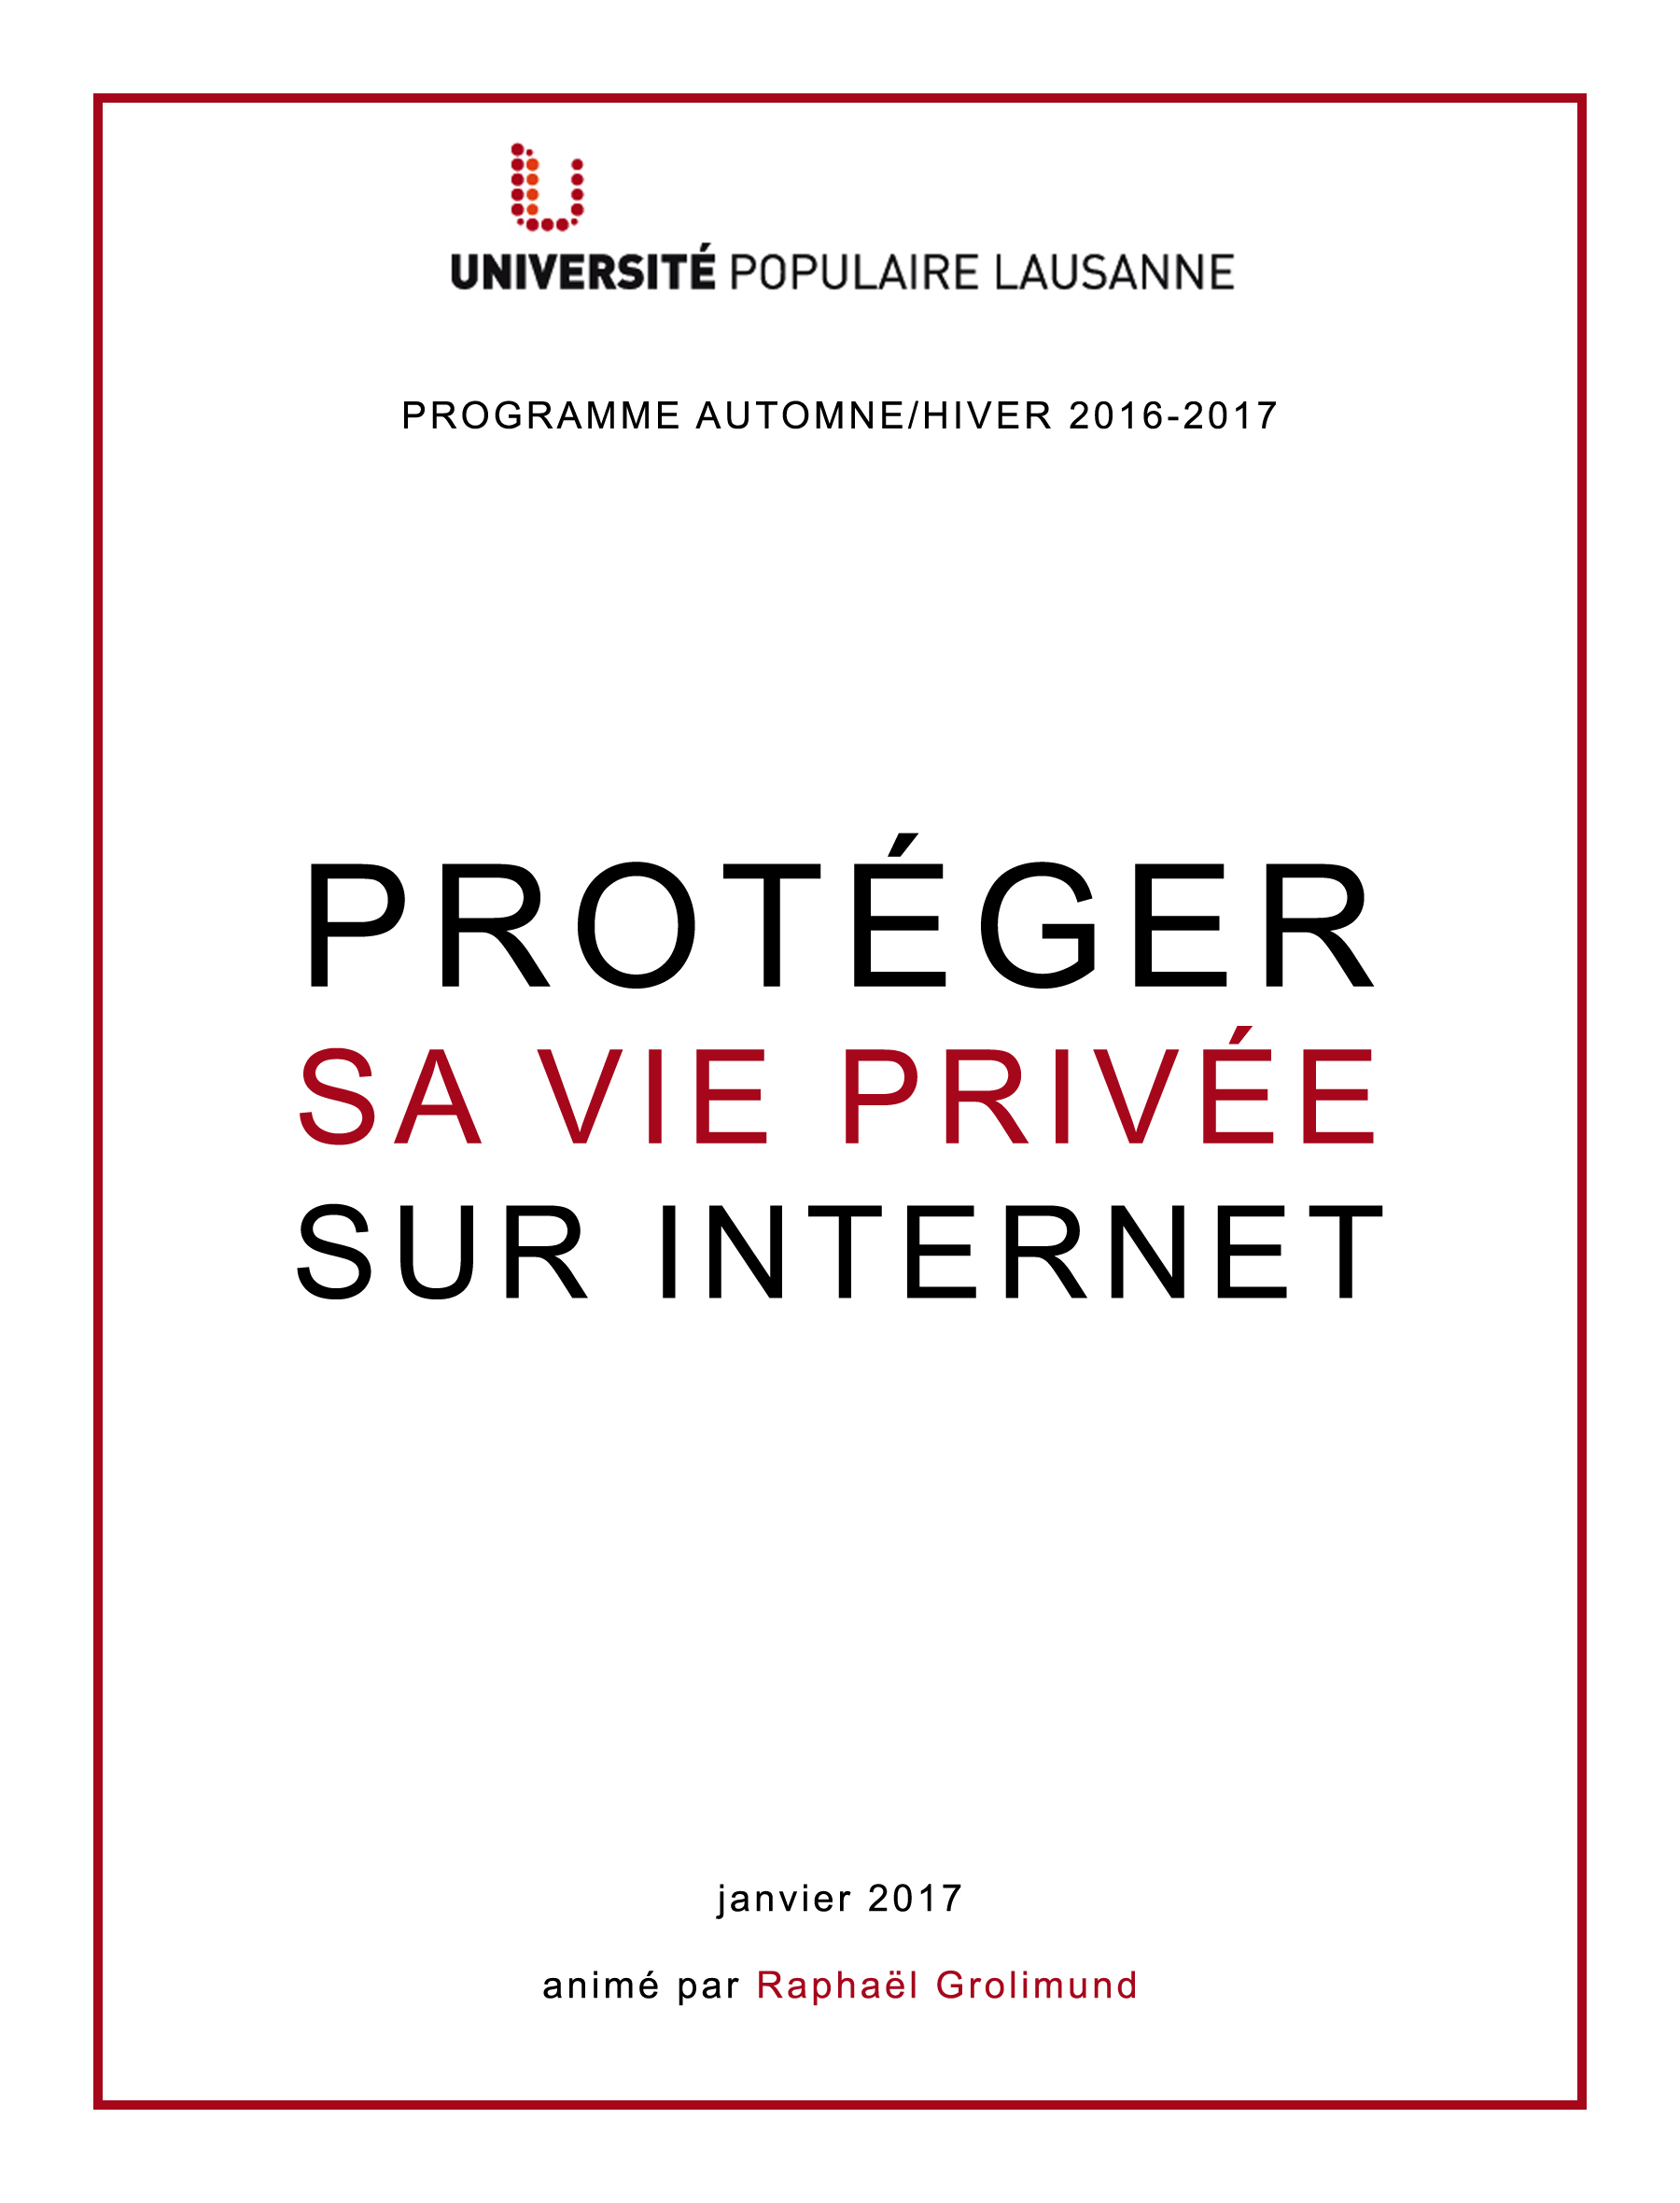 UNIVERSITÉ POPULAIRE LAUSANNE
PROGRAMME AUTOMNE/HIVER 2016-2017
PROTÉGER
SA VIE PRIVÉE
SUR INTERNET
janvier 2017
animé par Raphaël Grolimund